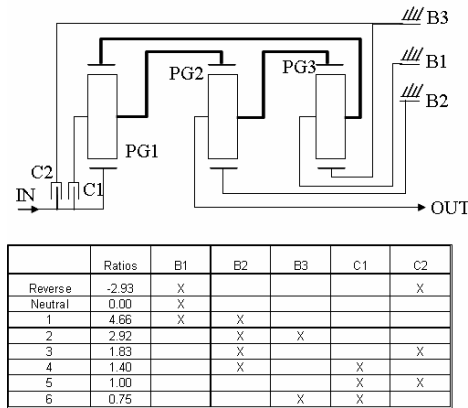 B3
PG2
PG3
B1
B2
PG1
C2
C1
IN
OUT
Ratios B1 B2 B3 C1 C2
Reverse -2.93 X X
Neutral 0.00 X
1 4.66 X X
2 2.92 X X
3 1.83 X X
4 1.40 X X
5 1.00 X X
6 0.75 X X